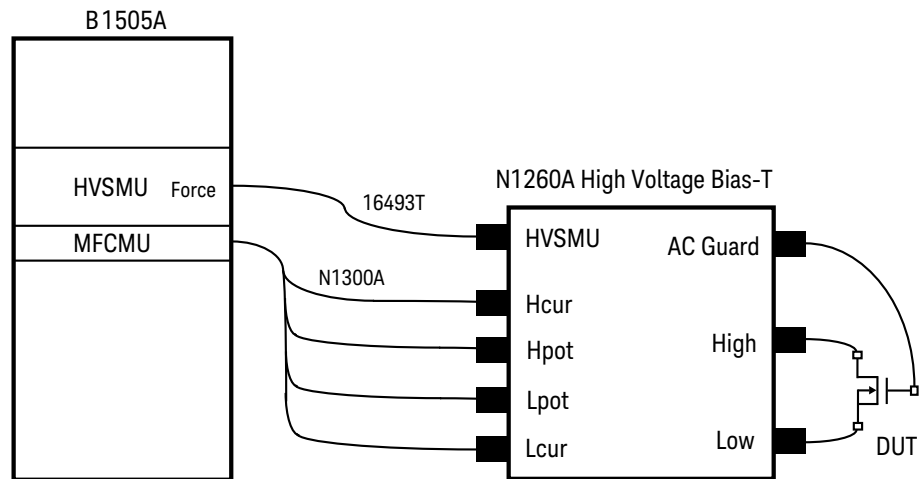 B1505A
HVSMU Force
MFCMU
16493T
N1300A
N1260A High Voltage Bias-T
HVSMU
Hcur
Hpot
Lpot
Lcur
AC Guard
High
Low
DUT